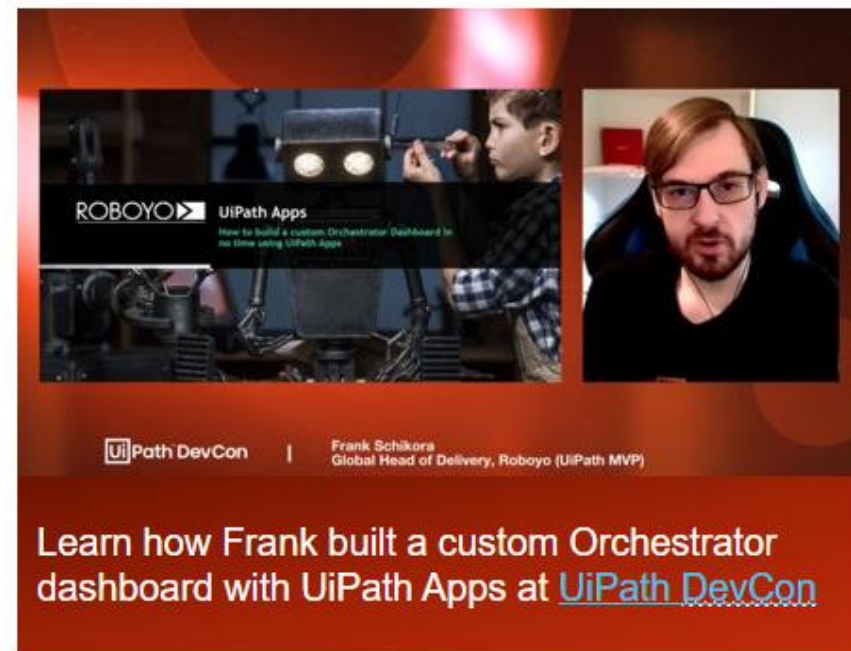 ROBOYO
UiPath Apps
How to build a custom Orchestrator Dashboard in
no time using UiPath Apps
UiPath DevCon | Frank Schikora
Global Head of Delivery, Roboyo (UiPath MVP)
Learn how Frank built a custom Orchestrator
dashboard with UiPath Apps at UiPath DevCon